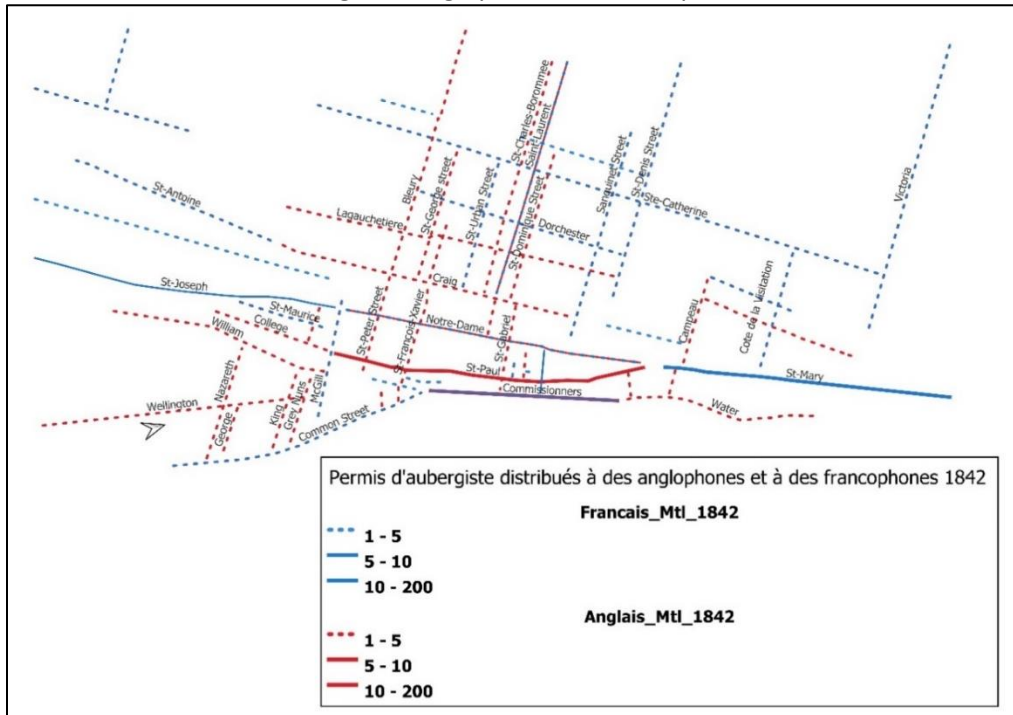 St-Antoine
Lagauchetiere
Bleury
St-George street
St-Urban Street
St-Charles-Borommee
Saint-Laurent
St-Dominique Street
Dorchester
Sanguinet Street
St-Denis Street
Ste-Catherine
Victoria
Craig
St-Joseph
St-Maurice
College
William
St-Peter Street
St-Francois-Xavier
Notre-Dame
St-Gabriel
Campeau
Cote de la Visitation
St-Paul
St-Mary
Commissionners
Water
Nazareth
McGill
Wellington
George
King
Grey Nuns
Common Street
Permis d'aubergiste distribués à des anglophones et à des francophones 1842
Francais_Mtl_1842
1 - 5
5 - 10
10 - 200
Anglais_Mtl_1842
1 - 5
5 - 10
10 - 200